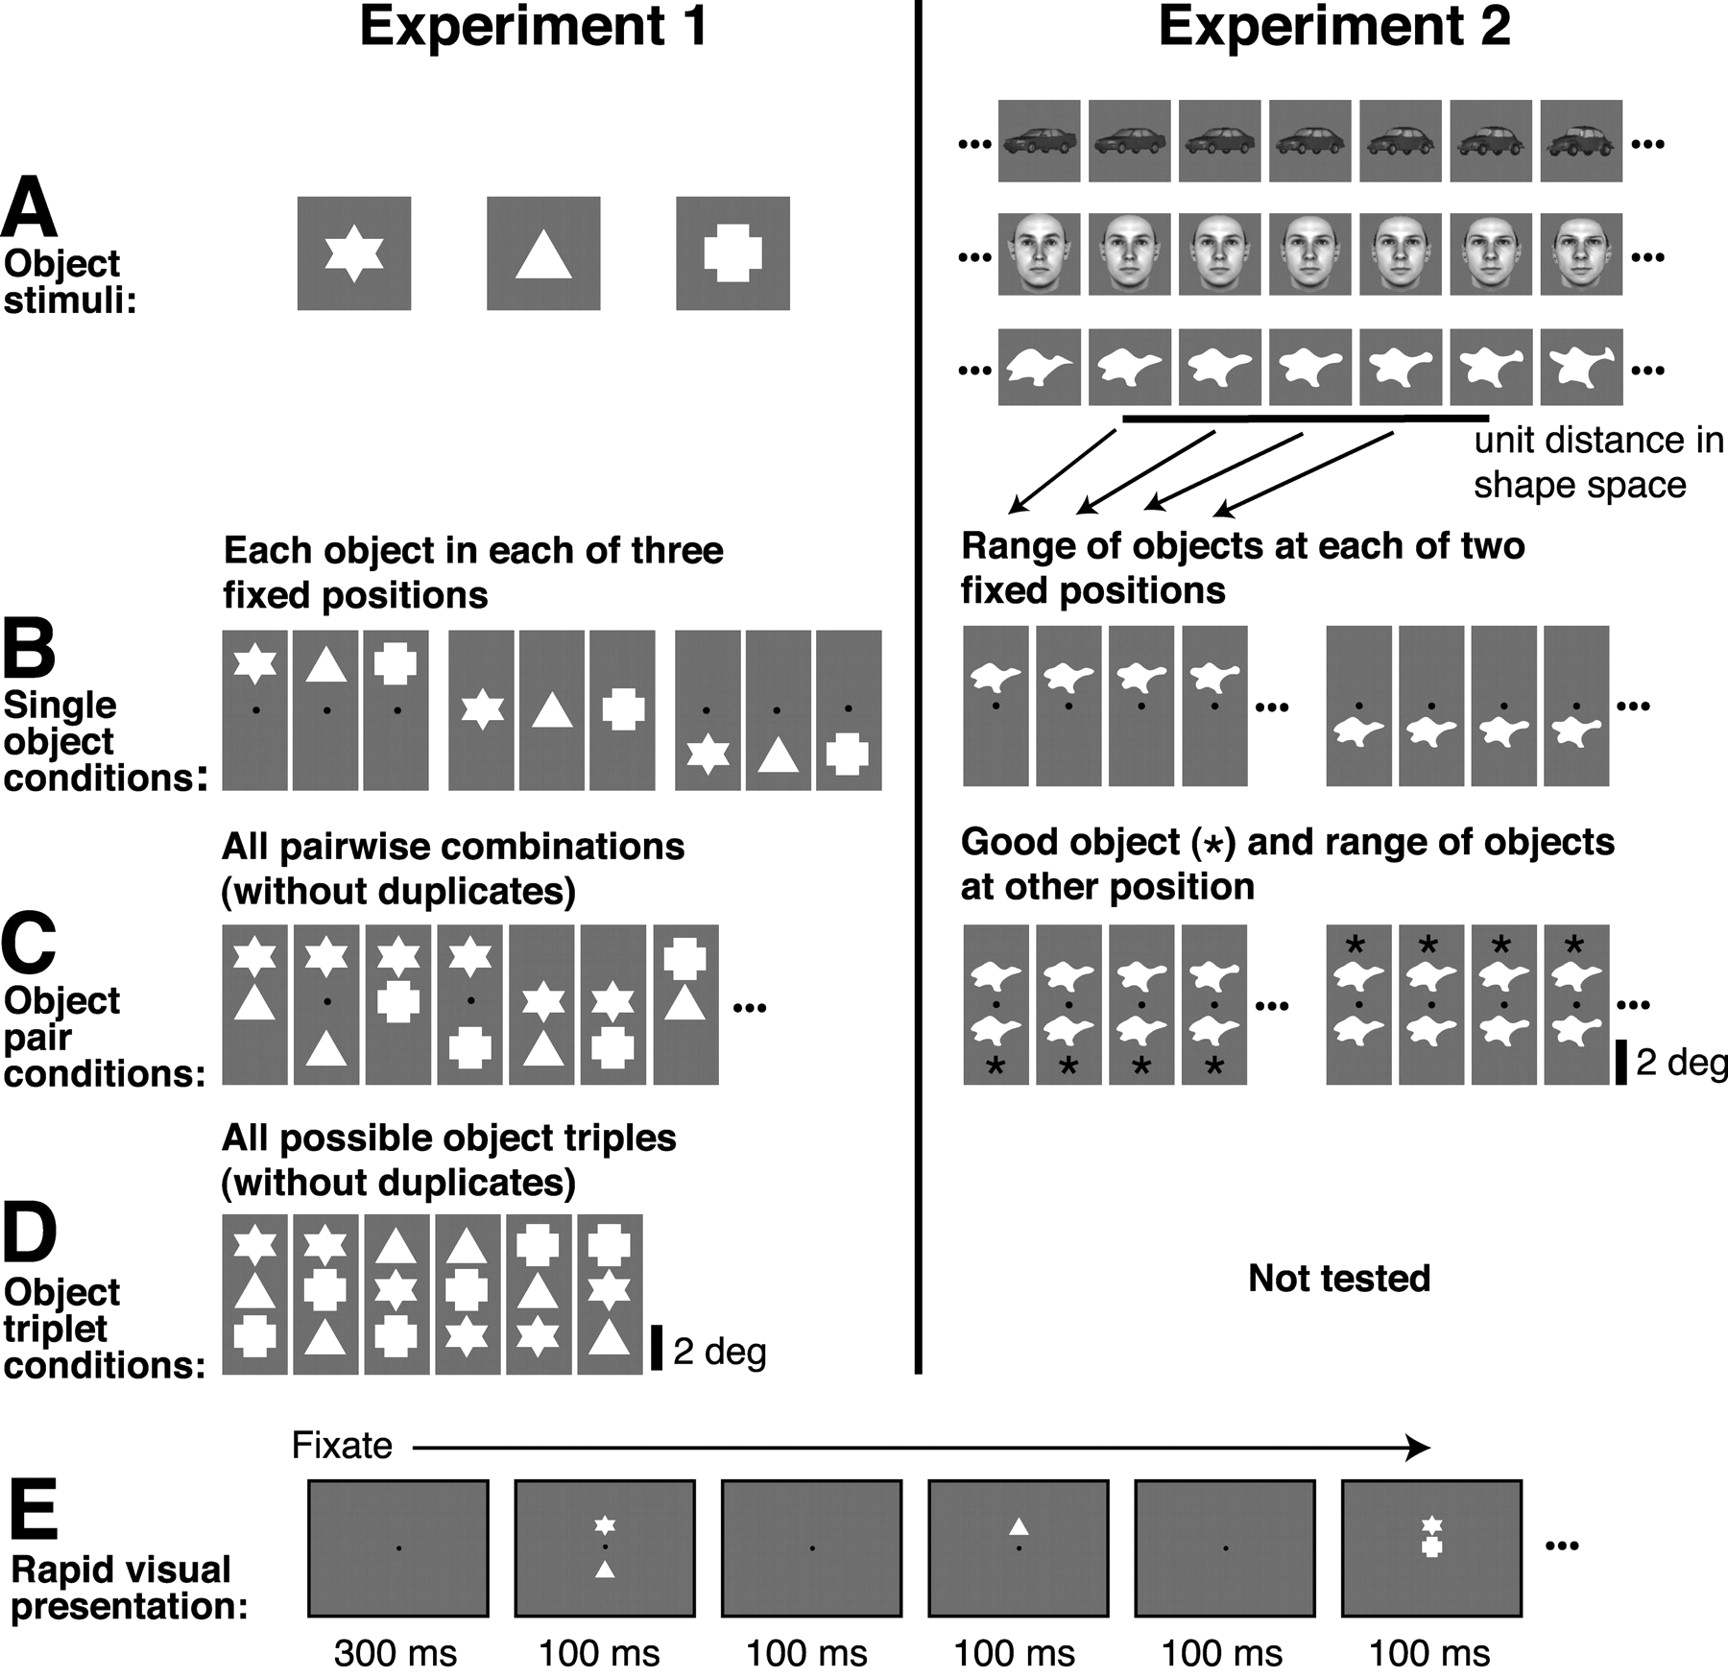 Experiment 1
Experiment 2
A
Object
stimuli:
...
...
...
...
...
...
unit distance in
shape space
Each object in each of three
fixed positions
Range of objects at each of two
fixed positions
B
Single
object
conditions:
...
...
All pairwise combinations
(without duplicates)
Good object (*) and range of objects
at other position
C
Object
pair
conditions:
...
* * * *
...
* * * *
...
2 deg
All possible object triples
(without duplicates)
D
Object
triplet
conditions:
2 deg
Not tested
Fixate
E
Rapid visual
presentation:
...
300 ms
100 ms
100 ms
100 ms
100 ms
100 ms